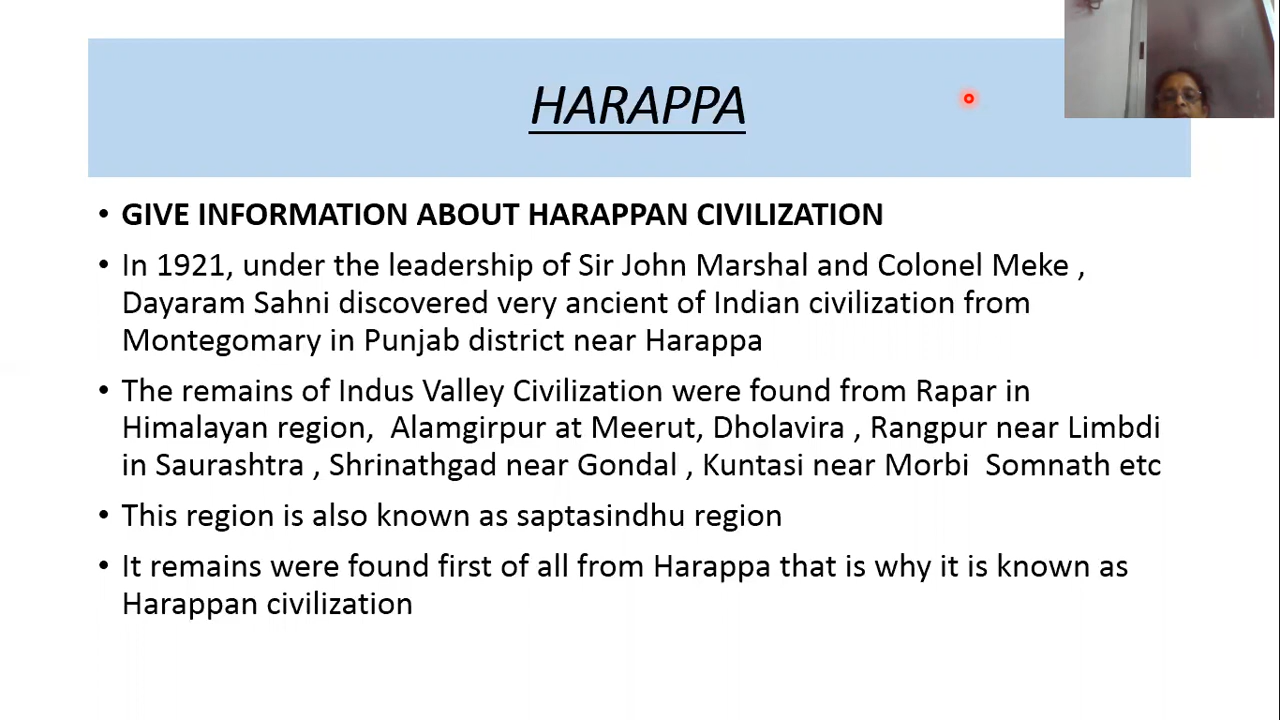 HARAPPA
• GIVE INFORMATION ABOUT HARAPPAN CIVILIZATION
• In 1921, under the leadership of Sir John Marshal and Colonel Meke ,
Dayaram Sahni discovered very ancient of Indian civilization from
Montegomary in Punjab district near Harappa
• The remains of Indus Valley Civilization were found from Rapar in
Himalayan region,  Alamgirpur at Meerut, Dholavira , Rangpur near Limbdi
in Saurashtra , Shrinathgad near Gondal , Kuntasi near Morbi  Somnath etc
• This region is also known as saptasindhu region
• It remains were found first of all from Harappa that is why it is known as
Harappan civilization